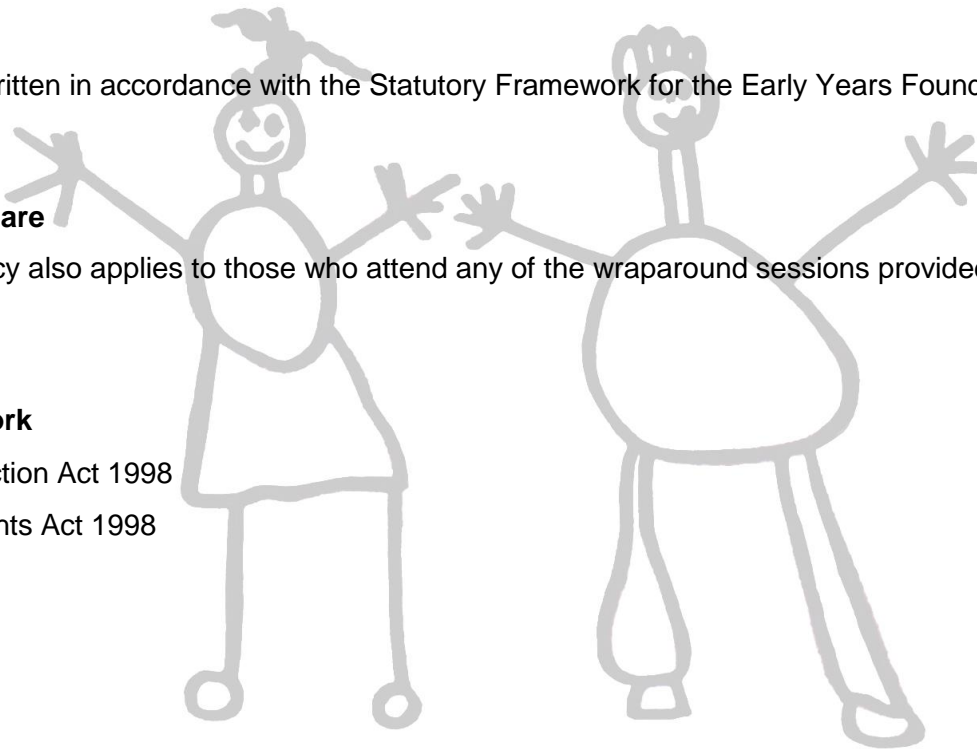 ritten in accordance with the Statutory Framework for the Early Years Found
are
cy also applies to those who attend any of the wraparound sessions provided
ork
ction Act 1998
nts Act 1998